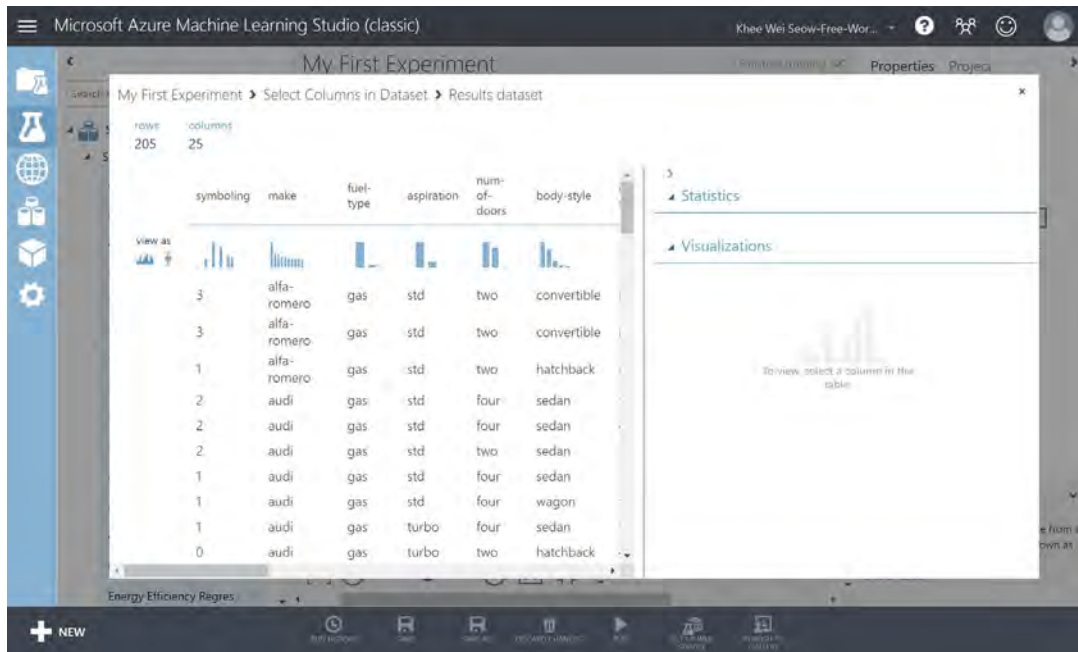 Microsoft Azure Machine Learning Studio (classic)
Khee Wei Seow-Free-Wor...
My First Experiment
Properties Project
My First Experiment > Select Columns in Dataset > Results dataset
x
rows columns
205 25
symboling make fuel-type aspiration num-of-doors body-style
view as
3 alfa-romero gas std two convertible
3 alfa-romero gas std two convertible
1 alfa-romero gas std two hatchback
2 audi gas std four sedan
2 audi gas std four sedan
2 audi gas std two sedan
1 audi gas std four sedan
1 audi gas std four wagon
1 audi gas turbo four sedan
0 audi gas turbo two hatchback
Statistics
Visualizations
To view, select a column in the
table.
Energy Efficiency Regres
NEW